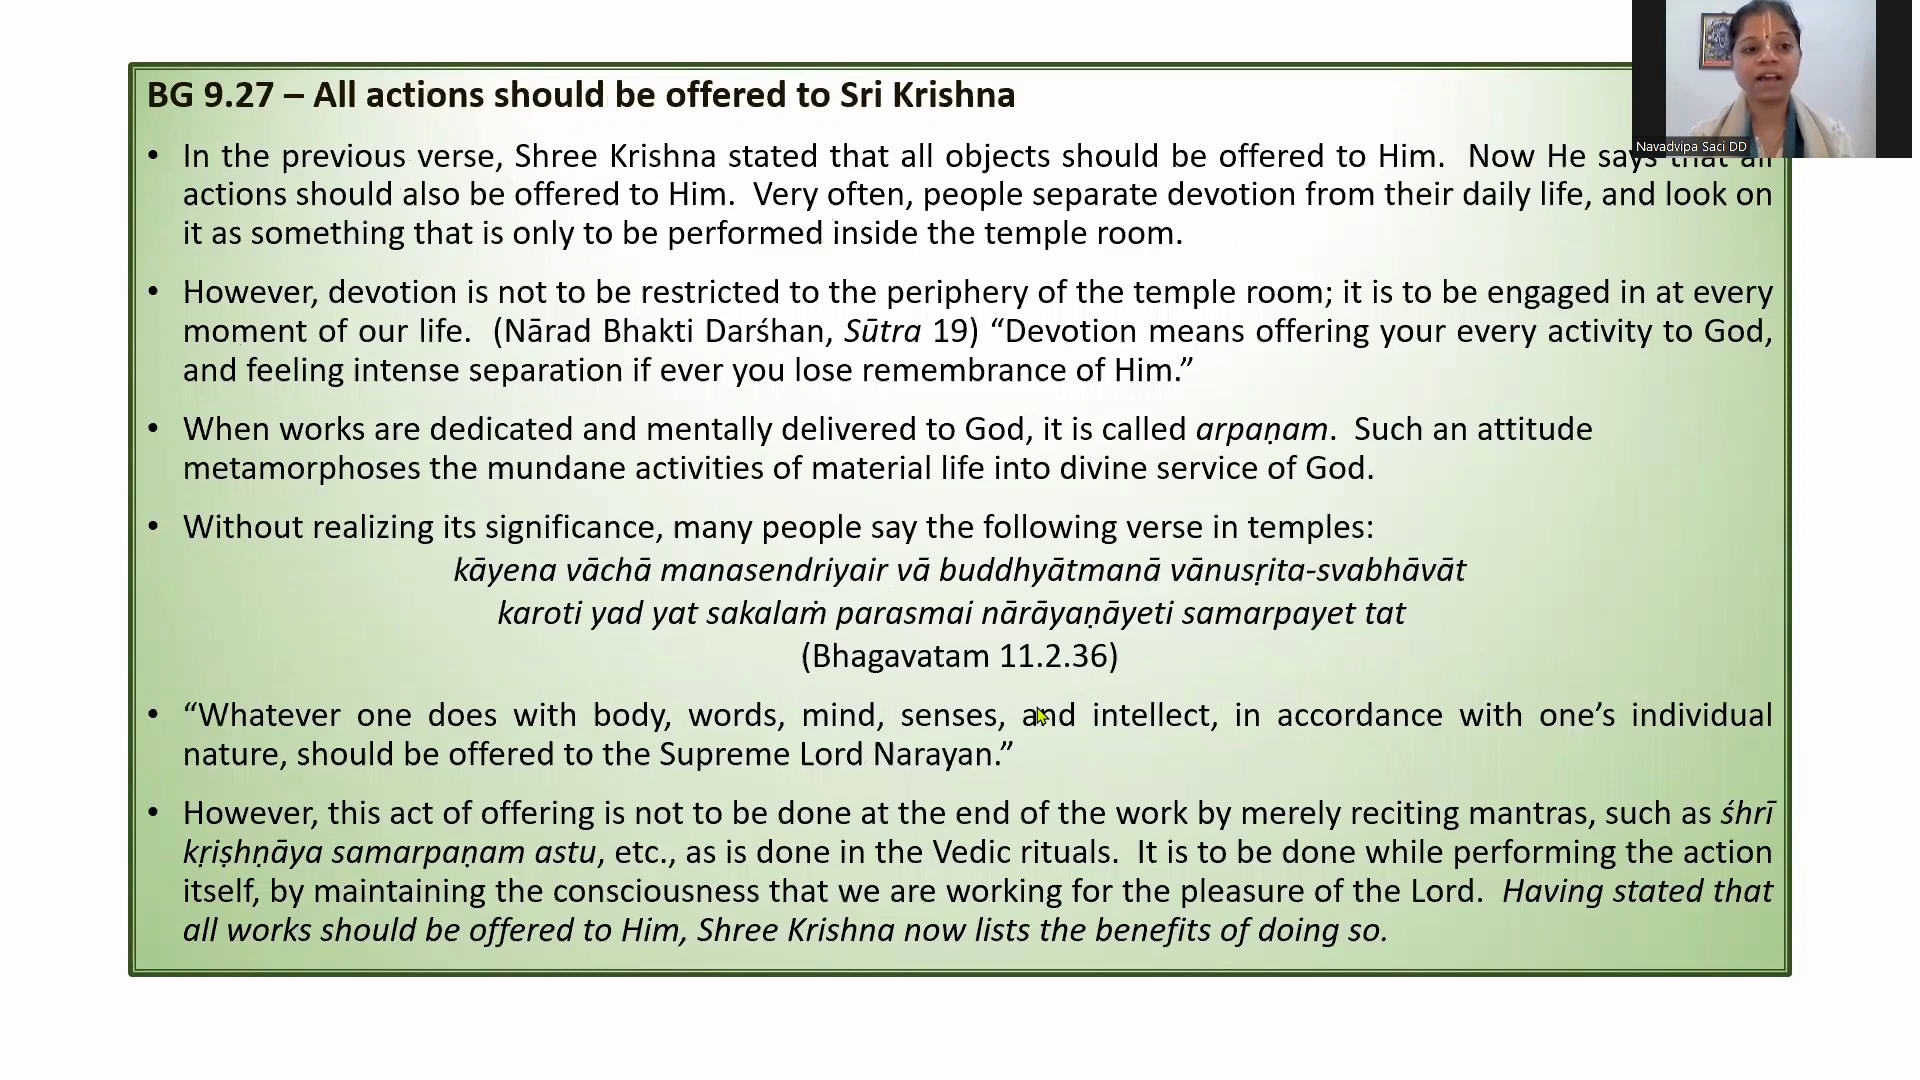 BG 9.27 – All actions should be offered to Sri Krishna
Navadvipa Saci DD
• In the previous verse, Shree Krishna stated that all objects should be offered to Him. Now He says that all
actions should also be offered to Him. Very often, people separate devotion from their daily life, and look on
it as something that is only to be performed inside the temple room.
• However, devotion is not to be restricted to the periphery of the temple room; it is to be engaged in at every
moment of our life. (Nārad Bhakti Darśhan, Sūtra 19) “Devotion means offering your every activity to God,
and feeling intense separation if ever you lose remembrance of Him.”
• When works are dedicated and mentally delivered to God, it is called arpaṇam. Such an attitude
metamorphoses the mundane activities of material life into divine service of God.
• Without realizing its significance, many people say the following verse in temples:
kāyena vāchā manasendriyair vā buddhyātmanā vānusṛita-svabhāvāt
karoti yad yat sakalaṁ parasmai nārāyaṇāyeti samarpayet tat
(Bhagavatam 11.2.36)
• “Whatever one does with body, words, mind, senses, and intellect, in accordance with one’s individual
nature, should be offered to the Supreme Lord Narayan.”
• However, this act of offering is not to be done at the end of the work by merely reciting mantras, such as śhrī
kṛiṣhṇāya samarpaṇam astu, etc., as is done in the Vedic rituals. It is to be done while performing the action
itself, by maintaining the consciousness that we are working for the pleasure of the Lord. Having stated that
all works should be offered to Him, Shree Krishna now lists the benefits of doing so.